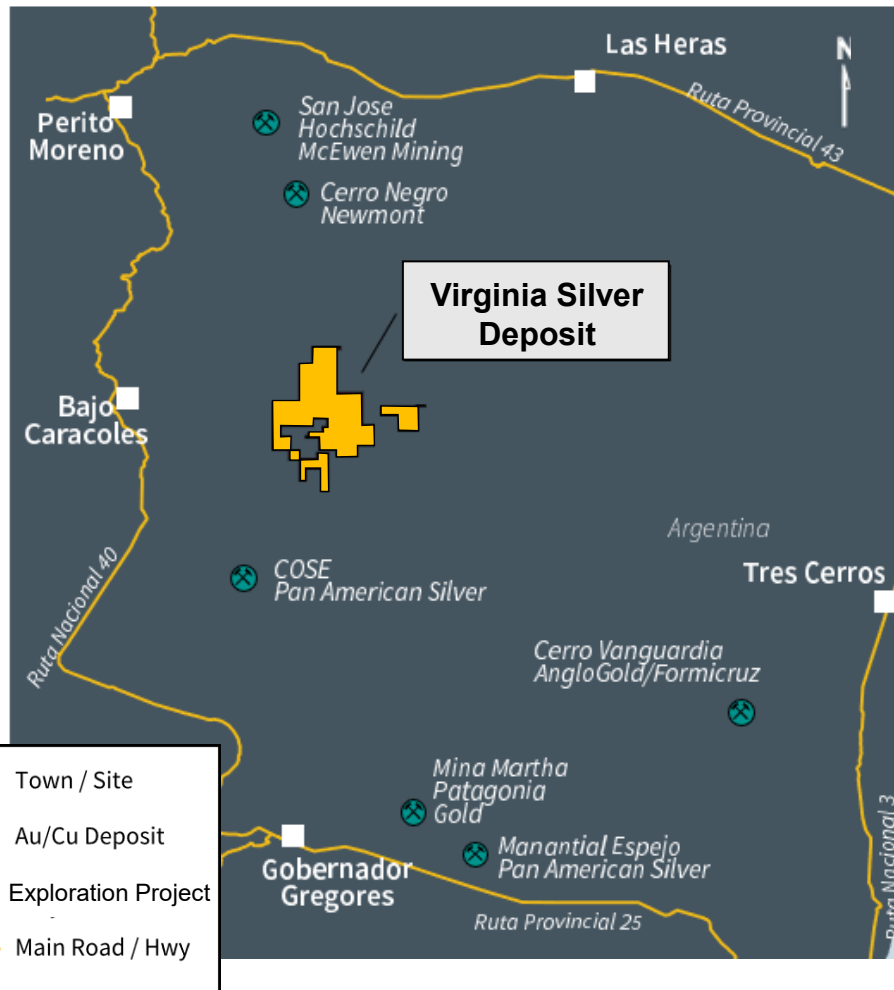 Las Heras
N
Ruta Provincial 43
Perito
Moreno
San Jose
Hochschild
McEwen Mining
Cerro Negro
Newmont
Virginia Silver
Deposit
Bajo
Caracoles
Argentina
COSE
Pan American Silver
Tres Cerros
Ruta Nacional 40
Cerro Vanguardia
AngloGold/Formicruz
Mina Martha
Patagonia
Gold
Manantial Espejo
Pan American Silver
Gobernador
Gregores
Ruta Provincial 25
Ruta Nacional 3
Town / Site
Au/Cu Deposit
Exploration Project
Main Road / Hwy